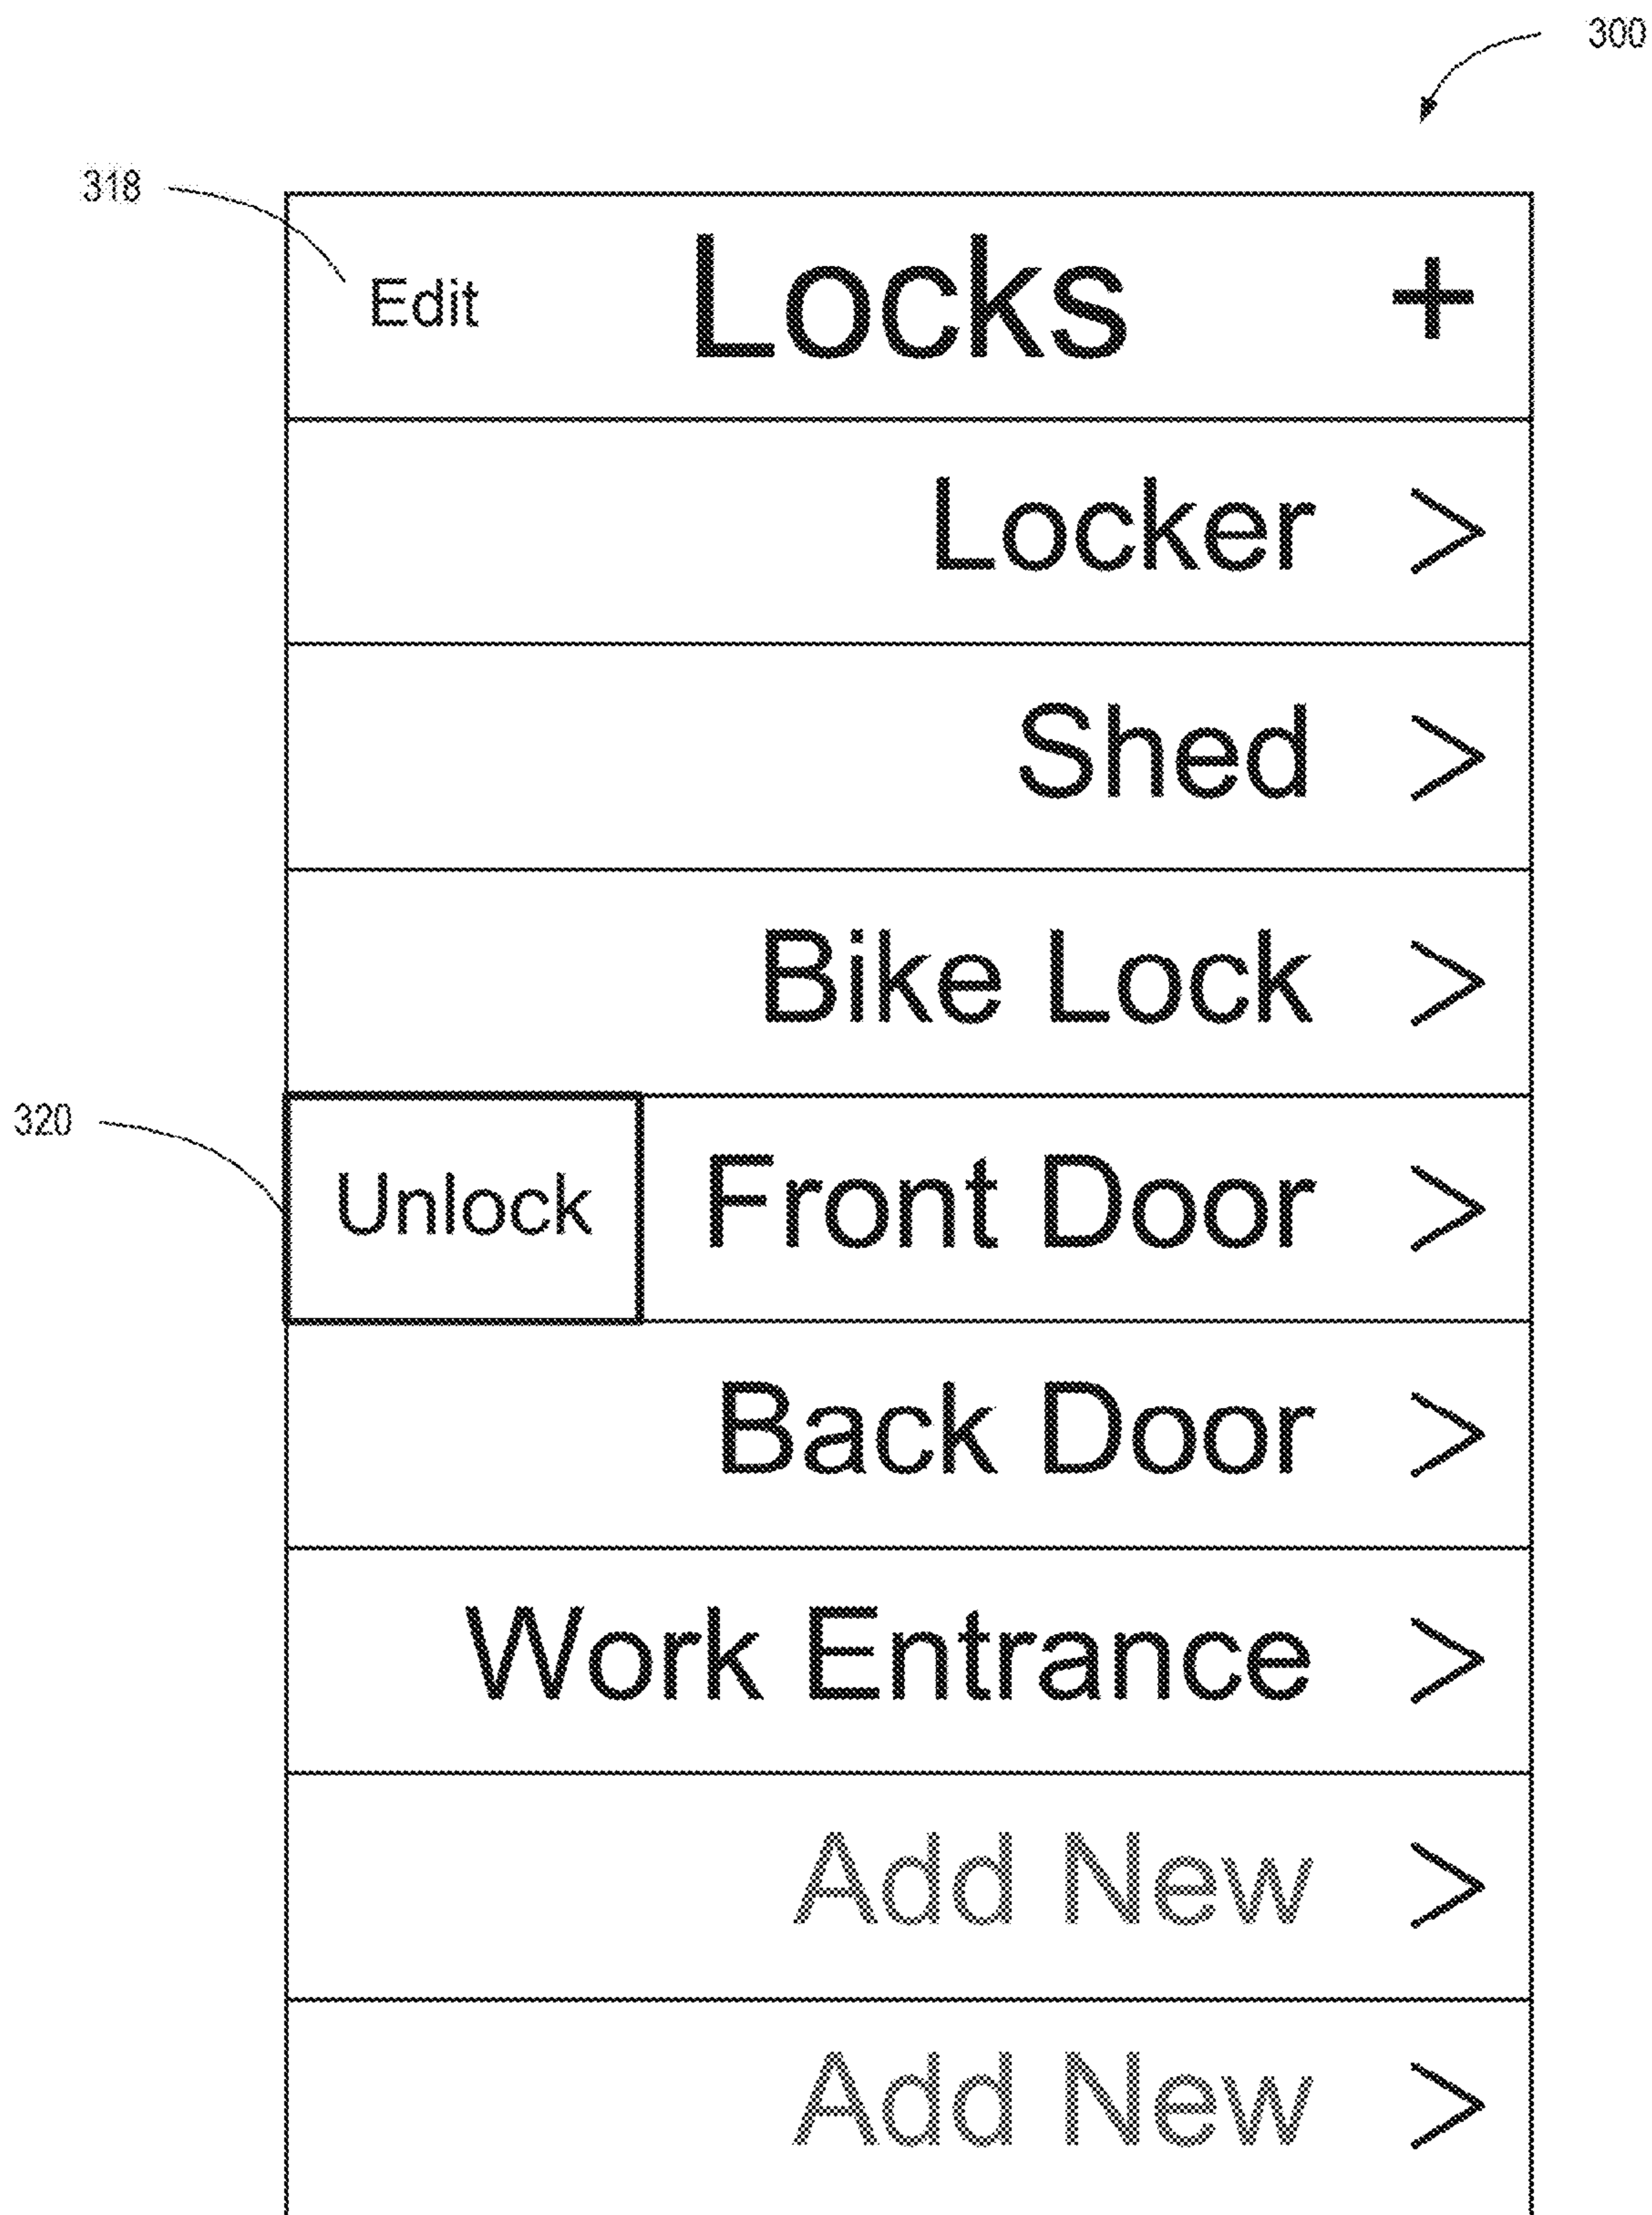 300
318
Edit Locks +
Locker >
Shed >
Bike Lock >
320
Unlock Front Door >
Back Door >
Work Entrance >
Add New >
Add New >